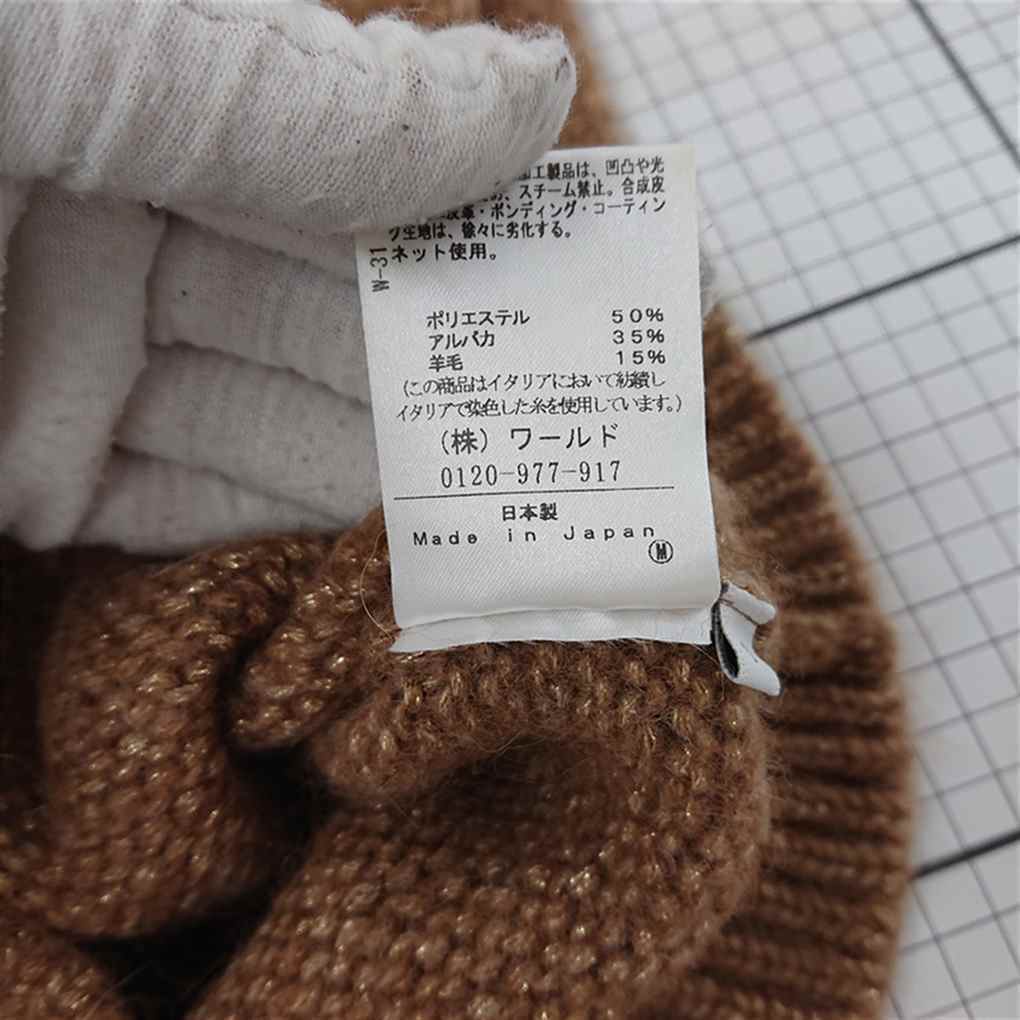 工製品は、凹凸や光
スチーム禁止。合成皮
皮革・ボンディング・コーティン
グ生地は、徐々に劣化する。
W-31
ネット使用。
ポリエステル 50%
アルパカ 35%
羊毛 15%
(この商品はイタリアにおいて紡績し
イタリアで染色した糸を使用しています。)
(株) ワールド
0120-977-917
日本製
Made in Japan
M